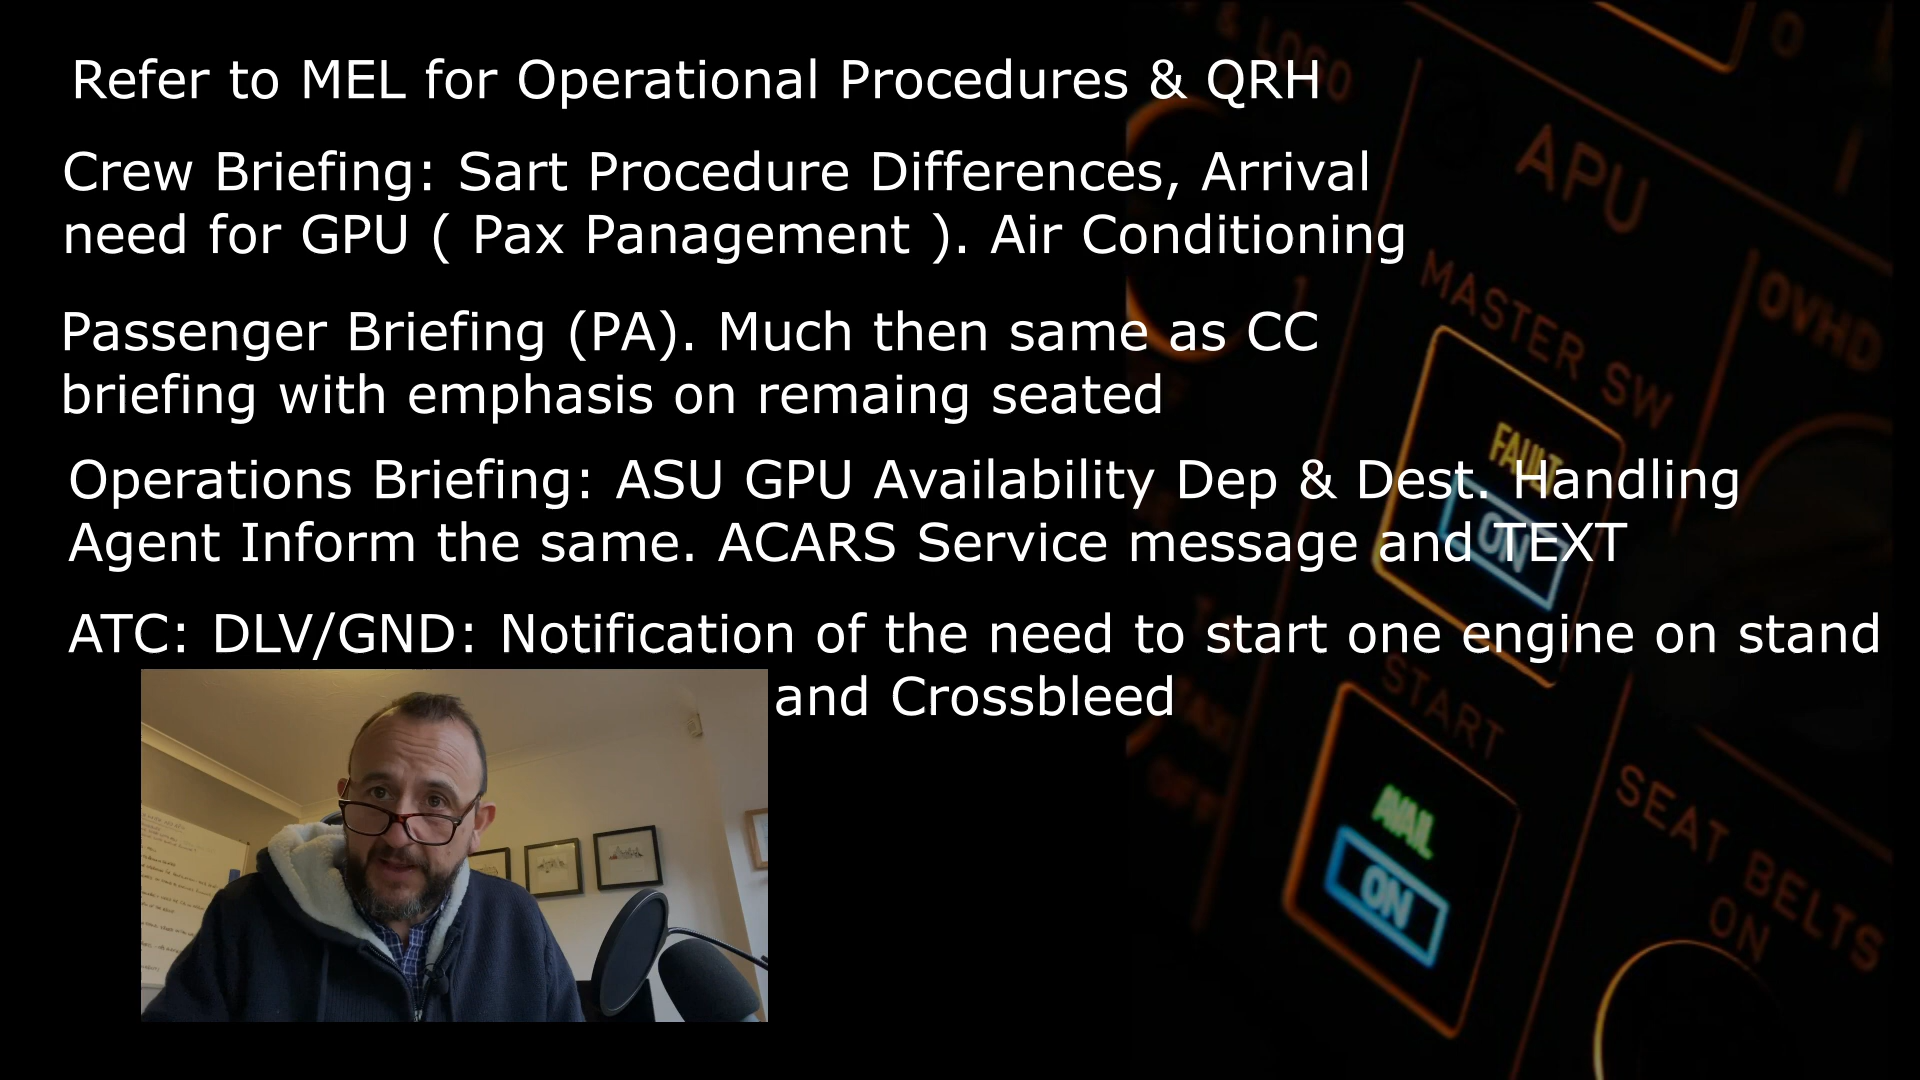 Refer to MEL for Operational Procedures & QRH
Crew Briefing: Sart Procedure Differences, Arrival
need for GPU ( Pax Panagement ). Air Conditioning
Passenger Briefing (PA). Much then same as CC
briefing with emphasis on remaing seated
Operations Briefing: ASU GPU Availability Dep & Dest. Handling
Agent Inform the same. ACARS Service message and TEXT
ATC: DLV/GND: Notification of the need to start one engine on stand
and Crossbleed
& LOGO
APU
MASTER SW
OVHD
FAULT
ON
START
AVAIL
ON
SEAT BELTS
ON